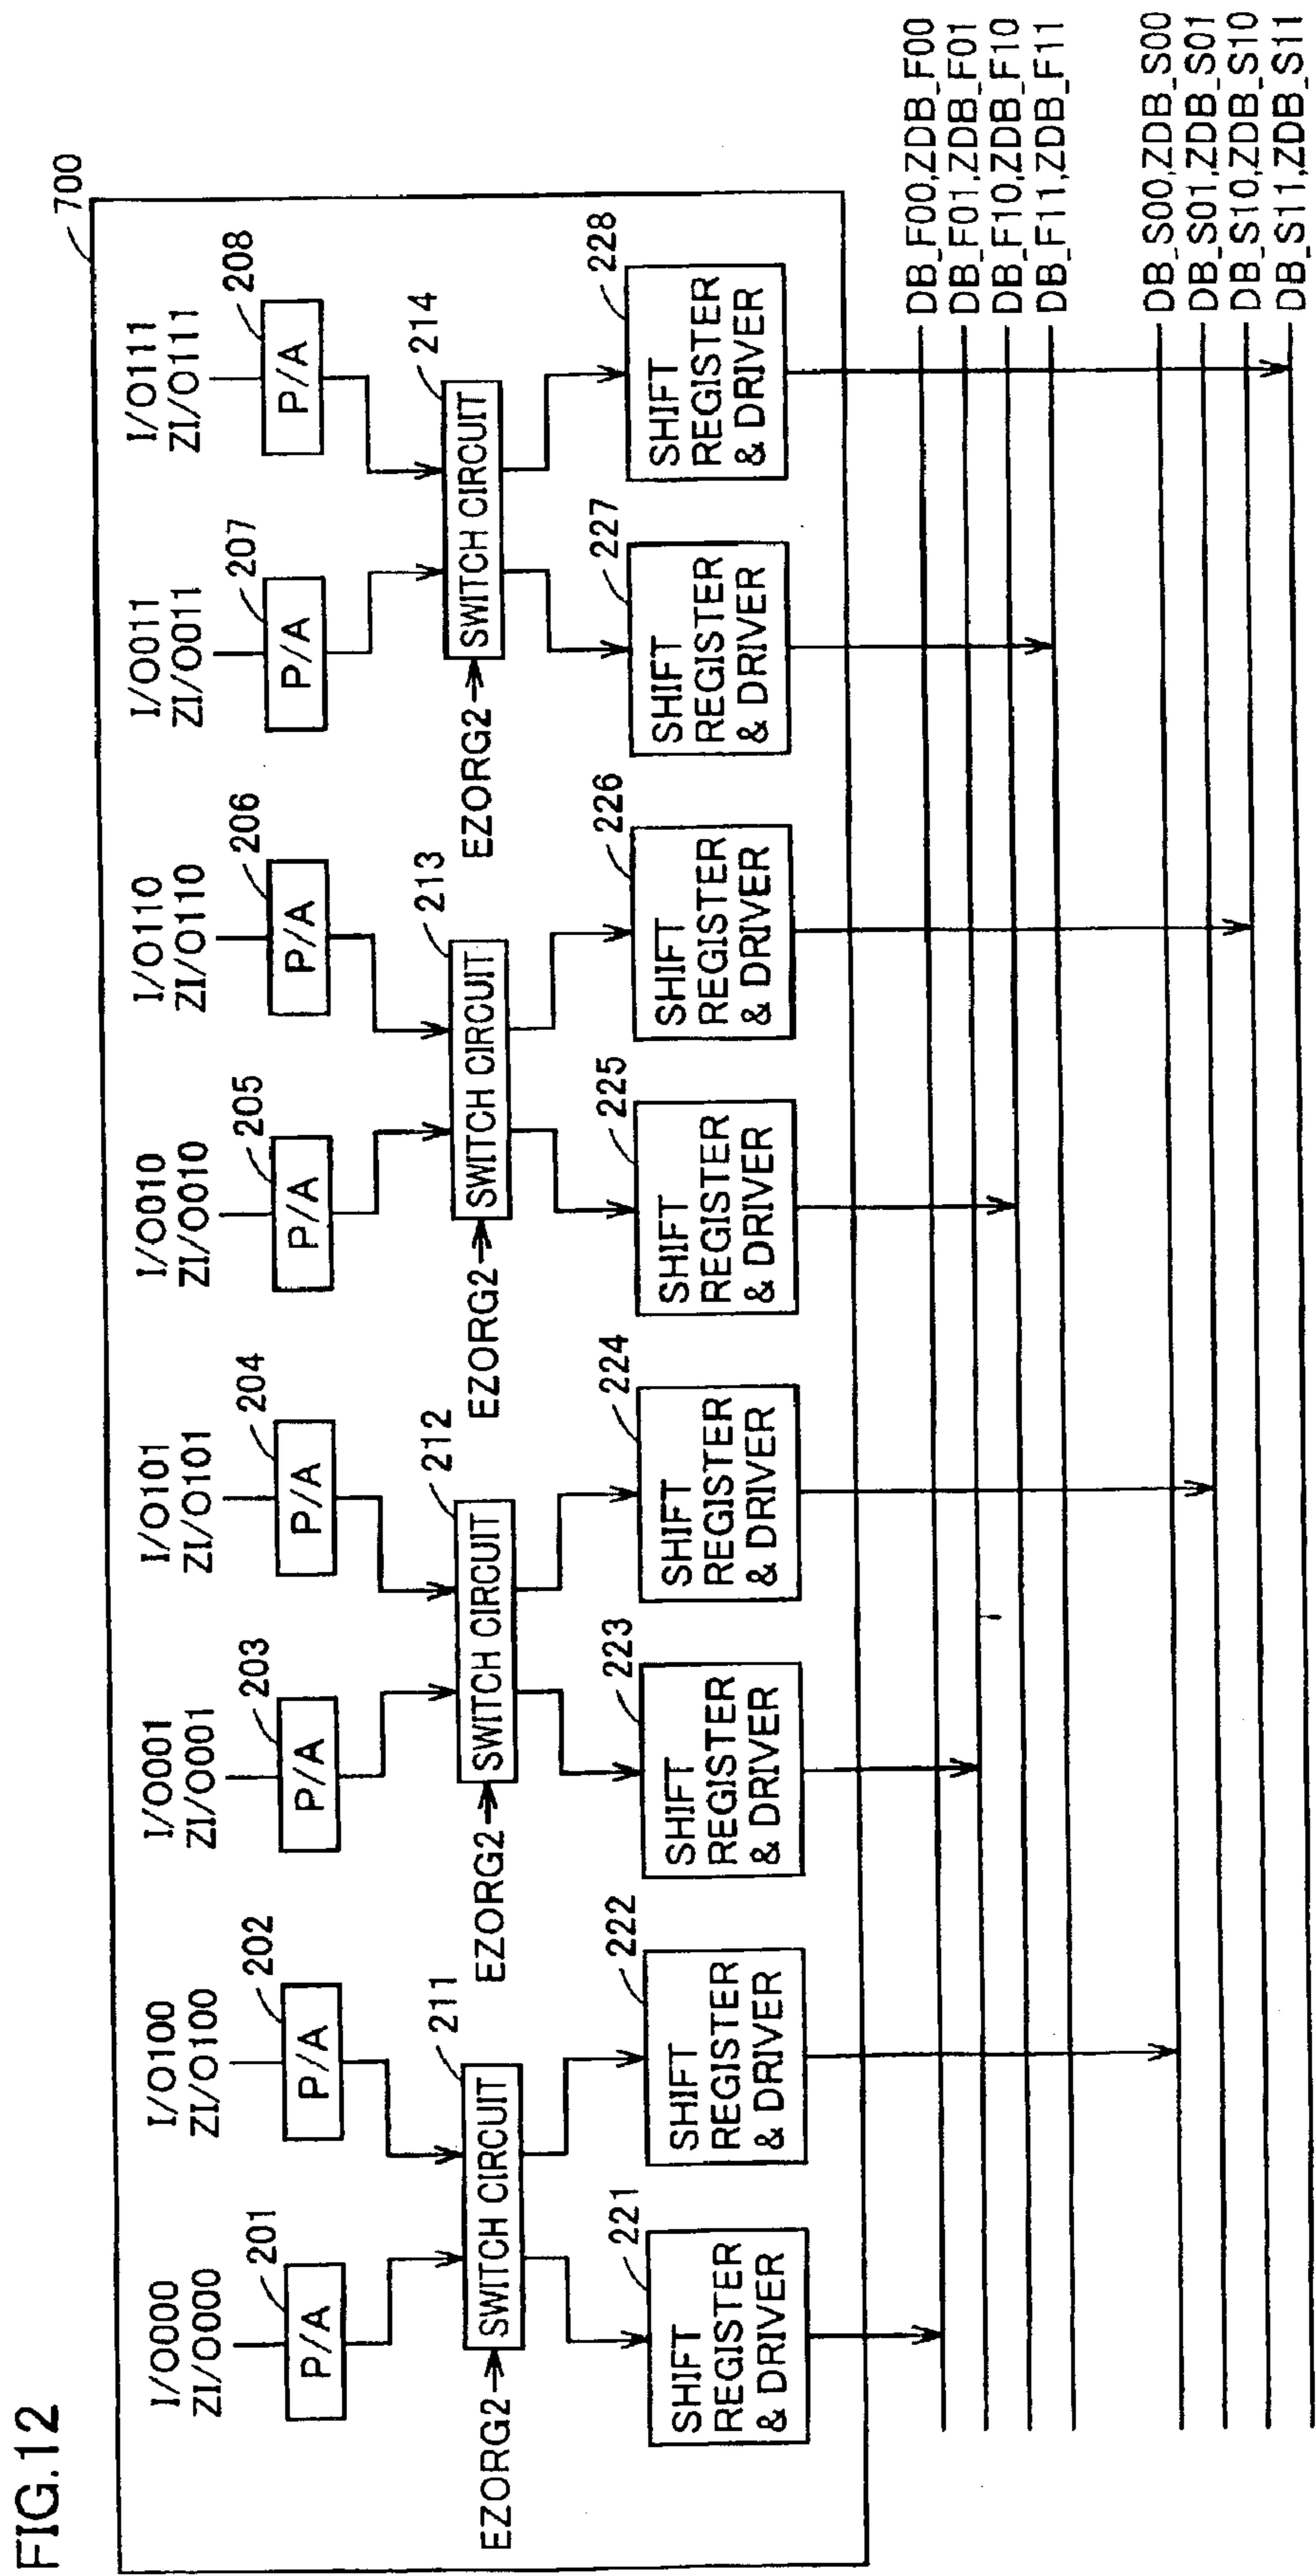 FIG.12
700
I/O000
ZI/O000
I/O100
ZI/O100
I/O001
ZI/O001
I/O101
ZI/O101
I/O010
ZI/O010
I/O110
ZI/O110
I/O011
ZI/O011
I/O111
ZI/O111
201
202
203
204
205
206
207
208
P/A
P/A
P/A
P/A
P/A
P/A
P/A
P/A
211
212
213
214
EZORG2
SWITCH CIRCUIT
EZORG2
SWITCH CIRCUIT
EZORG2
SWITCH CIRCUIT
EZORG2
SWITCH CIRCUIT
221
222
223
224
225
226
227
228
SHIFT
REGISTER
& DRIVER
SHIFT
REGISTER
& DRIVER
SHIFT
REGISTER
& DRIVER
SHIFT
REGISTER
& DRIVER
SHIFT
REGISTER
& DRIVER
SHIFT
REGISTER
& DRIVER
SHIFT
REGISTER
& DRIVER
SHIFT
REGISTER
& DRIVER
DB_F00,ZDB_F00
DB_F01,ZDB_F01
DB_F10,ZDB_F10
DB_F11,ZDB_F11
DB_S00,ZDB_S00
DB_S01,ZDB_S01
DB_S10,ZDB_S10
DB_S11,ZDB_S11